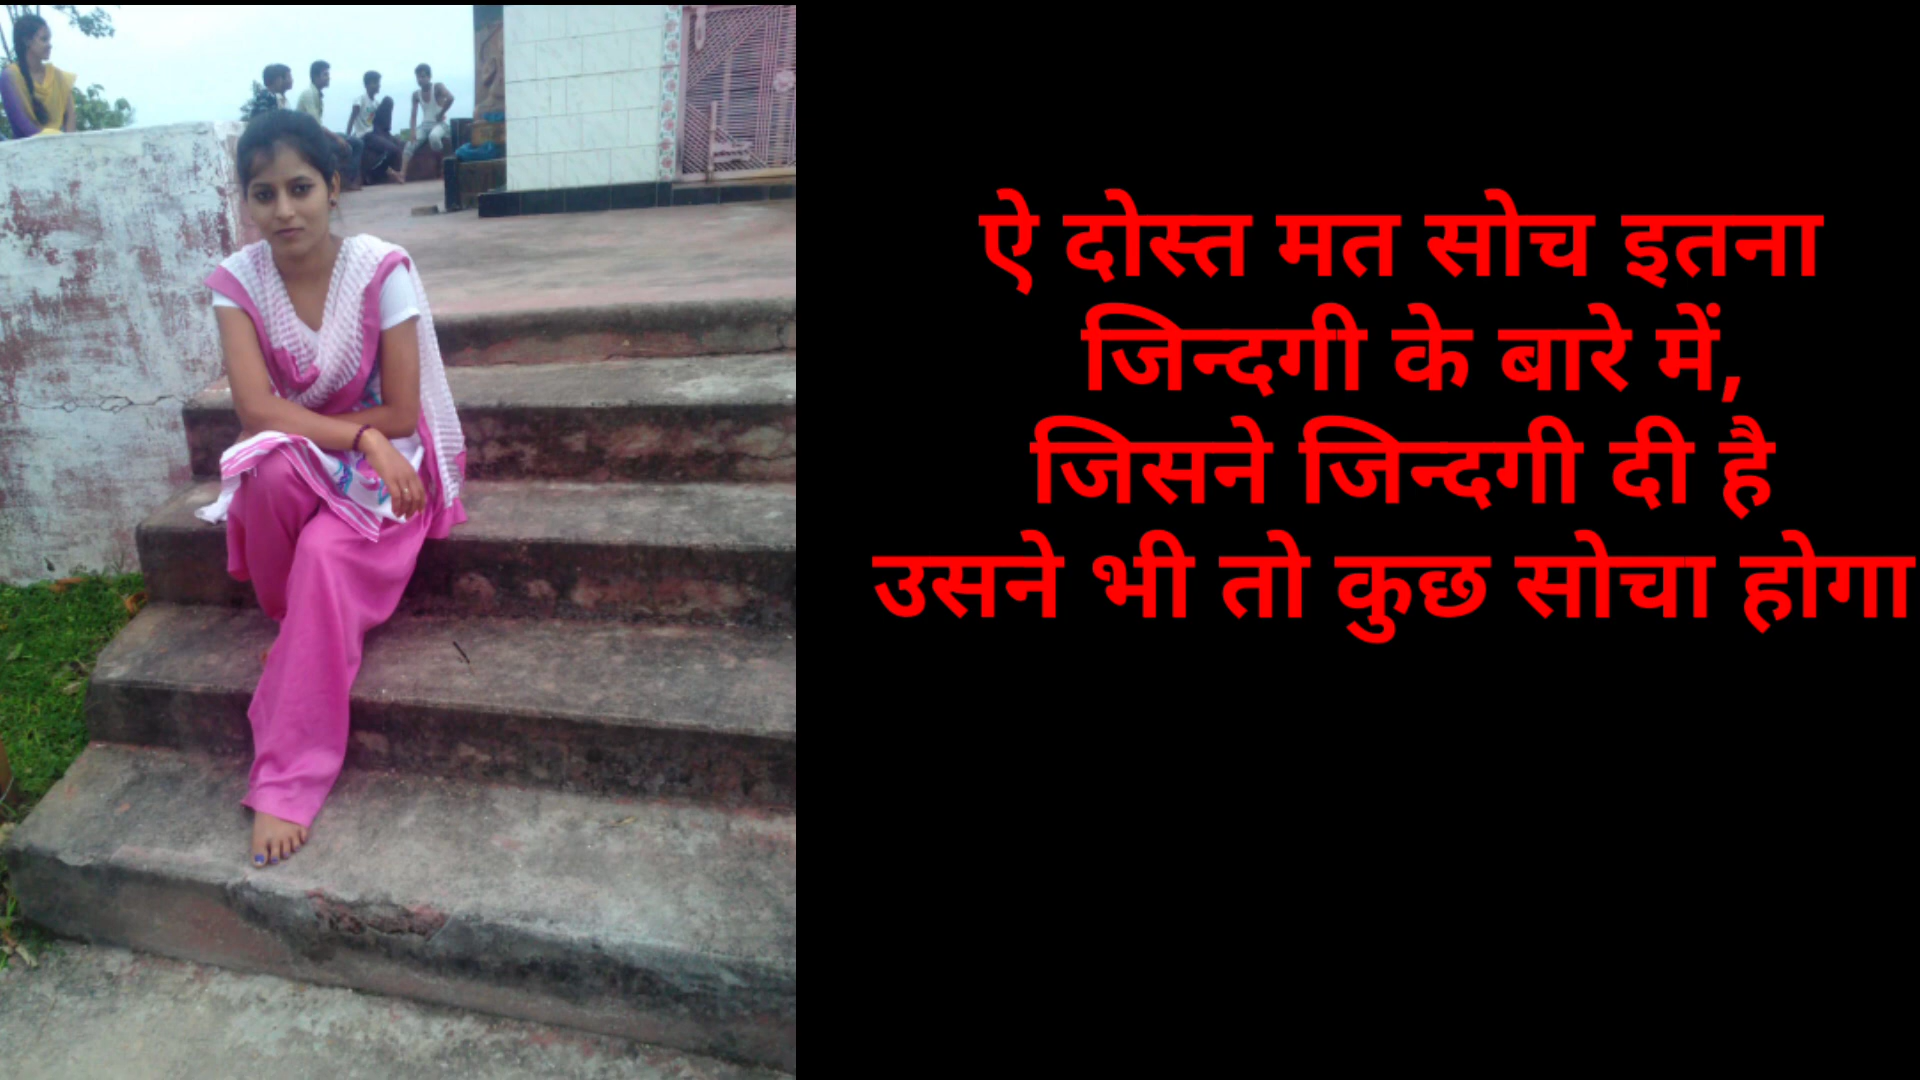 ऐ दोस्त मत सोच इतना
जिन्दगी के बारे में,
जिसने जिन्दगी दी है
उसने भी तो कुछ सोचा होगा